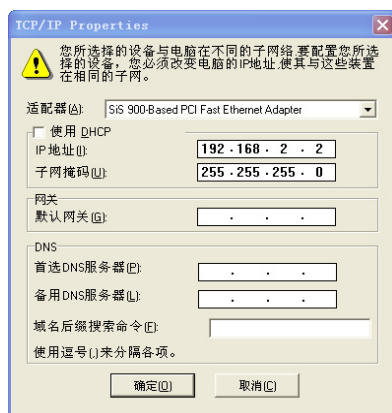 TCP/IP Properties
您所选择的设备与电脑在不同的子网络.要配置您所选
择的设备，您必须改变电脑的IP地址,使其与这些装置
在相同的子网。
适配器(A): SiS 900-Based PCI Fast Ethernet Adapter
使用 DHCP
IP地址(I): 192 . 168 . 2 . 2
子网掩码(U): 255 . 255 . 255 . 0
网关
默认网关(G): . . .
DNS
首选DNS服务器(P): . . .
备用DNS服务器(L): . . .
域名后缀搜索命令(F):
使用逗号(,)来分隔各项。
确定(O) 取消(C)